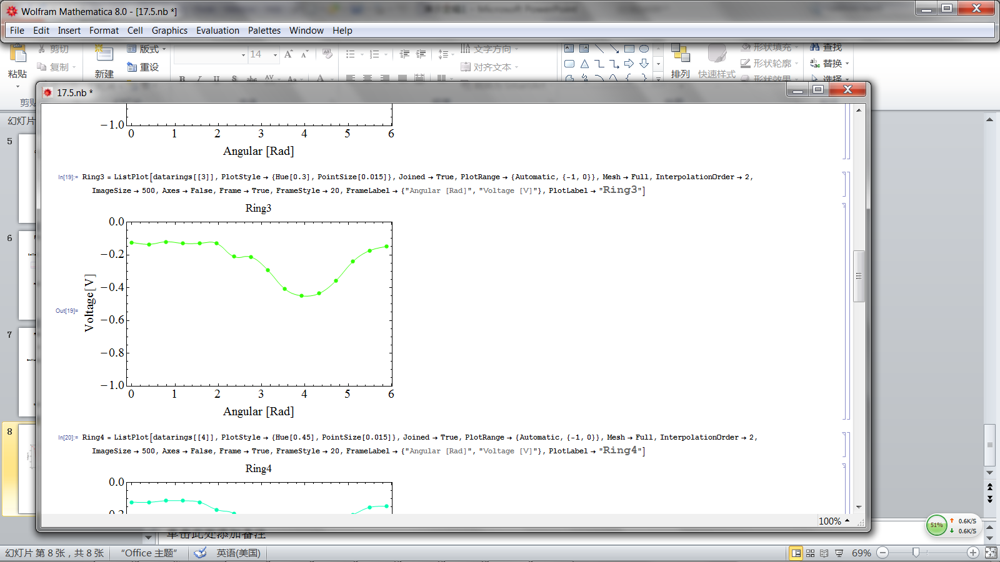 Wolfram Mathematica 8.0 - [17.5.nb *]
File Edit Insert Format Cell Graphics Evaluation Palettes Window Help
剪切
复制
粘贴
新建
版式
重设
14
文字方向
对齐文本
排列
快速样式
形状填充
形状轮廓
形状效果
查找
替换
选择
幻灯片
5
6
7
8
17.5.nb *
−1.0
0 1 2 3 4 5 6
Angular [Rad]
In[19]:= Ring3 = ListPlot[datarings[[3]], PlotStyle → {Hue[0.3], PointSize[0.015]}, Joined → True, PlotRange → {Automatic, {-1, 0}}, Mesh → Full, InterpolationOrder → 2,
ImageSize → 500, Axes → False, Frame → True, FrameStyle → 20, FrameLabel → {"Angular [Rad]", "Voltage [V]"}, PlotLabel → "Ring3"]
Ring3
0.0
−0.2
−0.4
−0.6
−0.8
−1.0
Voltage[V]
Out[19]=
0 1 2 3 4 5 6
Angular [Rad]
In[20]:= Ring4 = ListPlot[datarings[[4]], PlotStyle → {Hue[0.45], PointSize[0.015]}, Joined → True, PlotRange → {Automatic, {-1, 0}}, Mesh → Full, InterpolationOrder → 2,
ImageSize → 500, Axes → False, Frame → True, FrameStyle → 20, FrameLabel → {"Angular [Rad]", "Voltage [V]"}, PlotLabel → "Ring4"]
Ring4
0.0
100%
51%
0.6K/S
0.6K/S
单击此处添加备注
幻灯片 第 8 张，共 8 张
“Office 主题”
英语(美国)
69%